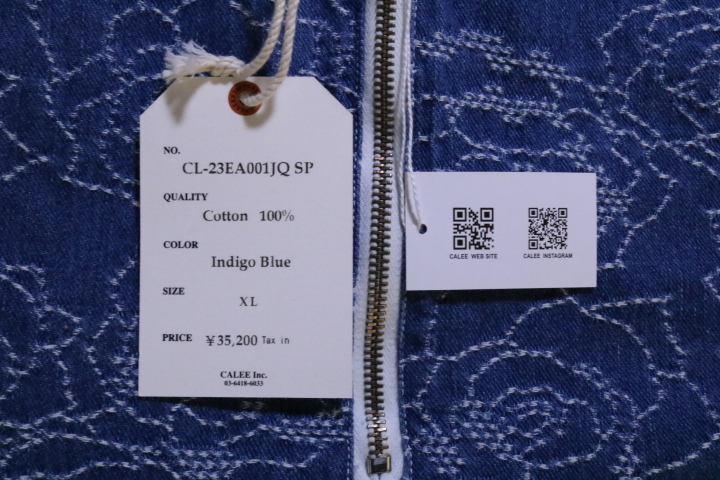 NO.
CL-23EA001JQ SP
QUALITY
Cotton 100%
COLOR
Indigo Blue
SIZE
XL
PRICE ￥35,200 Tax in
CALEE Inc.
03-6418-6033
CALEE WEB SITE
CALEE INSTAGRAM